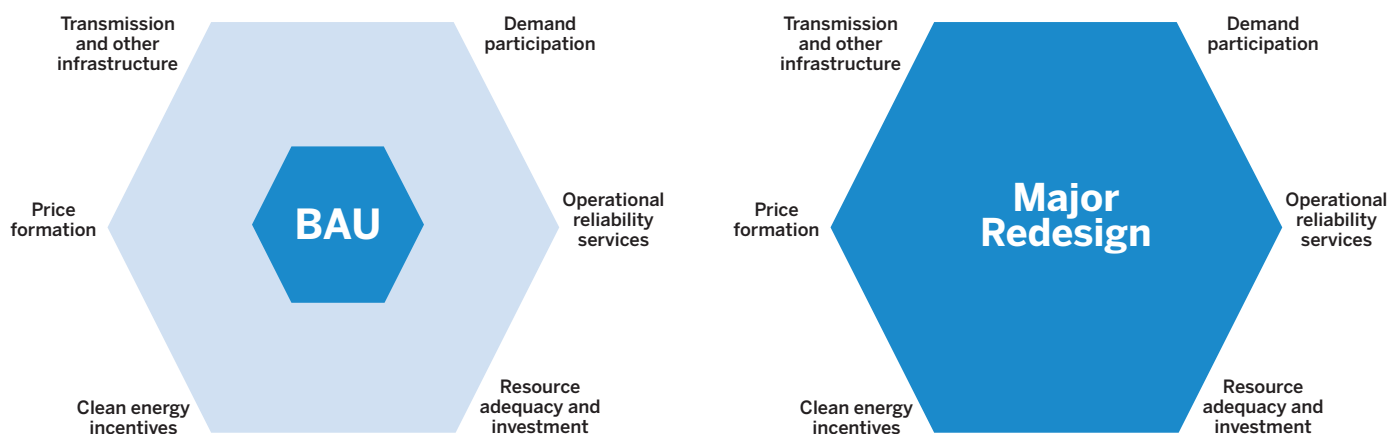 Transmission
and other
infrastructure
Demand
participation
Price
formation
BAU
Operational
reliability
services
Clean energy
incentives
Resource
adequacy and
investment
Transmission
and other
infrastructure
Demand
participation
Price
formation
Major
Redesign
Operational
reliability
services
Clean energy
incentives
Resource
adequacy and
investment